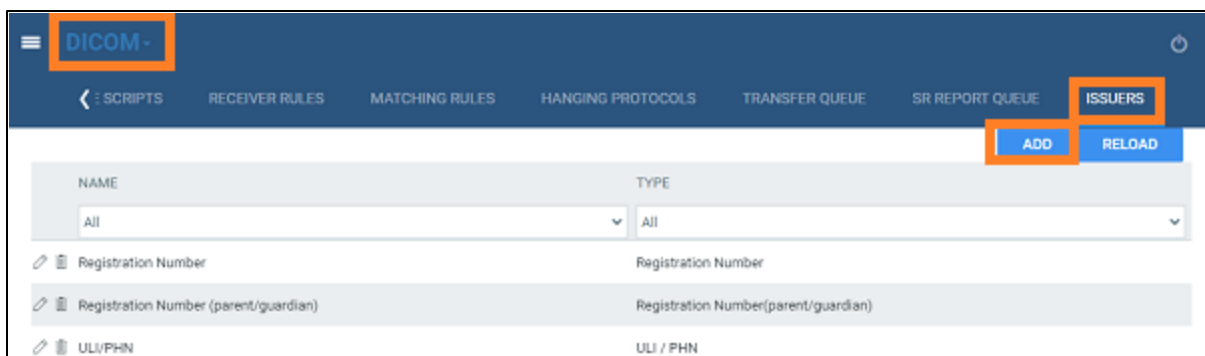 DICOM
: SCRIPTS RECEIVER RULES MATCHING RULES HANGING PROTOCOLS TRANSFER QUEUE SR REPORT QUEUE ISSUERS
ADD RELOAD
NAME TYPE
All All
Registration Number Registration Number
Registration Number (parent/guardian) Registration Number(parent/guardian)
ULI/PHN ULI / PHN